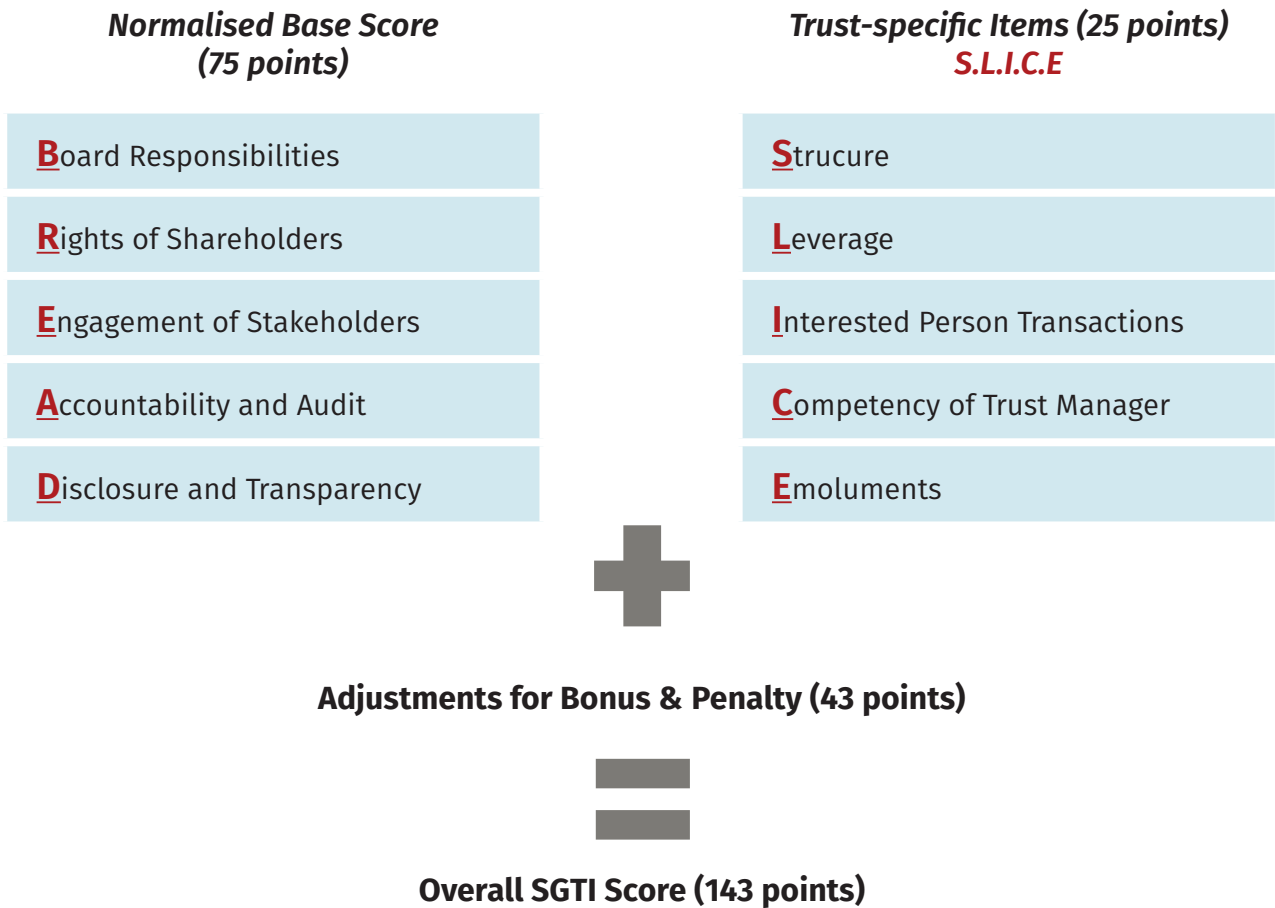 Normalised Base Score
(75 points)
Board Responsibilities
Rights of Shareholders
Engagement of Stakeholders
Accountability and Audit
Disclosure and Transparency
Trust-specific Items (25 points)
S.L.I.C.E
Strucure
Leverage
Interested Person Transactions
Competency of Trust Manager
Emoluments
Adjustments for Bonus & Penalty (43 points)
Overall SGTI Score (143 points)